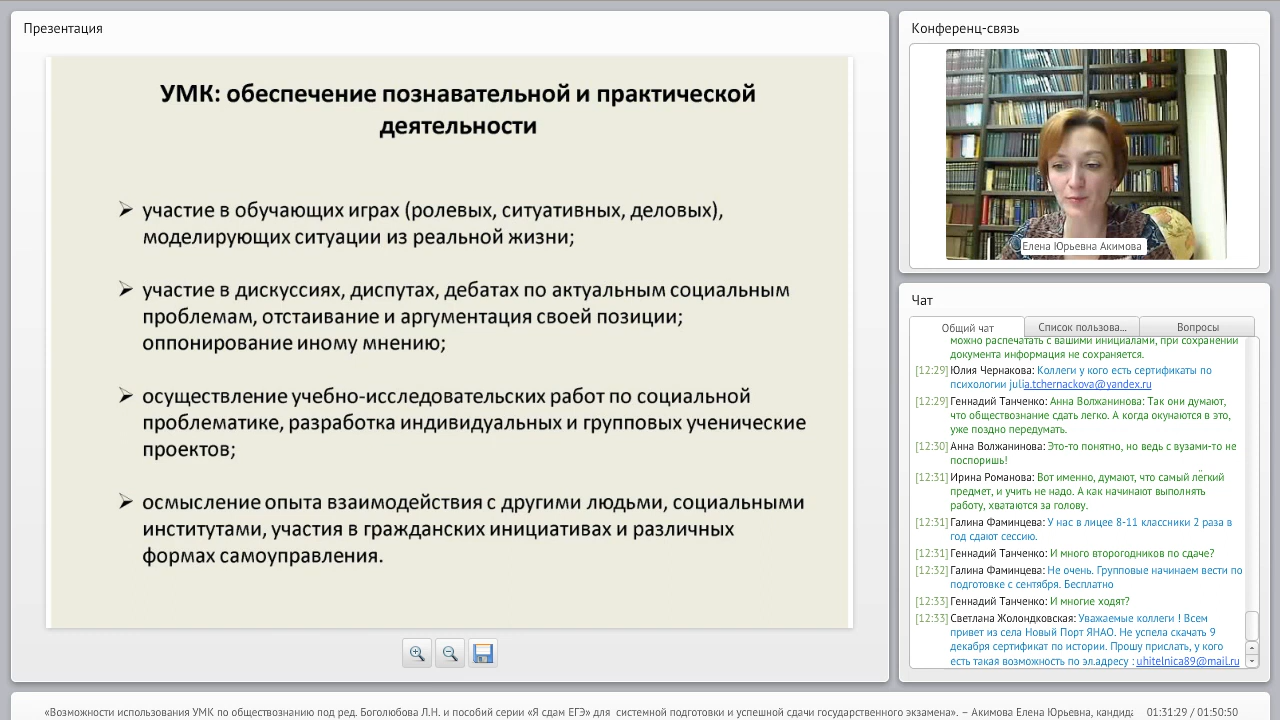 Презентация
УМК: обеспечение познавательной и практической
деятельности
участие в обучающих играх (ролевых, ситуативных, деловых),
моделирующих ситуации из реальной жизни;
участие в дискуссиях, диспутах, дебатах по актуальным социальным
проблемам, отстаивание и аргументация своей позиции;
оппонирование иному мнению;
осуществление учебно-исследовательских работ по социальной
проблематике, разработка индивидуальных и групповых ученические
проектов;
осмысление опыта взаимодействия с другими людьми, социальными
институтами, участия в гражданских инициативах и различных
формах самоуправления.
Конференц-связь
Елена Юрьевна Акимова
Чат
Общий чат
Список пользова...
Вопросы
можно распечатать с вашими инициалами, при сохранении
документа информация не сохраняется.
[12:29] Юлия Чернакова: Коллеги у кого есть сертификаты по
психологии julia.tchernackova@yandex.ru
[12:29] Геннадий Танченко: Анна Волжанинова: Так они думают,
что обществознание сдать легко. А когда окунаются в это,
уже поздно передумать.
[12:30] Анна Волжанинова: Это-то понятно, но ведь с вузами-то не
поспоришь!
[12:31] Ирина Романова: Вот именно, думают, что самый лёгкий
предмет, и учить не надо. А как начинают выполнять
работу, хватаются за голову.
[12:31] Галина Фаминцева: У нас в лицее 8-11 классники 2 раза в
год сдают сессию.
[12:31] Геннадий Танченко: И много второгодников по сдаче?
[12:32] Галина Фаминцева: Не очень. Групповые начинаем вести по
подготовке с сентября. Бесплатно
[12:33] Геннадий Танченко: И многие ходят?
[12:33] Светлана Жолондковская: Уважаемые коллеги ! Всем
привет из села Новый Порт ЯНАО. Не успела скачать 9
декабря сертификат по истории. Прошу прислать, у кого
есть такая возможность по эл.адресу : uhitelnica89@mail.ru
«Возможности использования УМК по обществознанию под ред. Боголюбова Л.Н. и пособий серии «Я сдам ЕГЭ» для системной подготовки и успешной сдачи государственного экзамена». – Акимова Елена Юрьевна, кандида
01:31:29 / 01:50:50